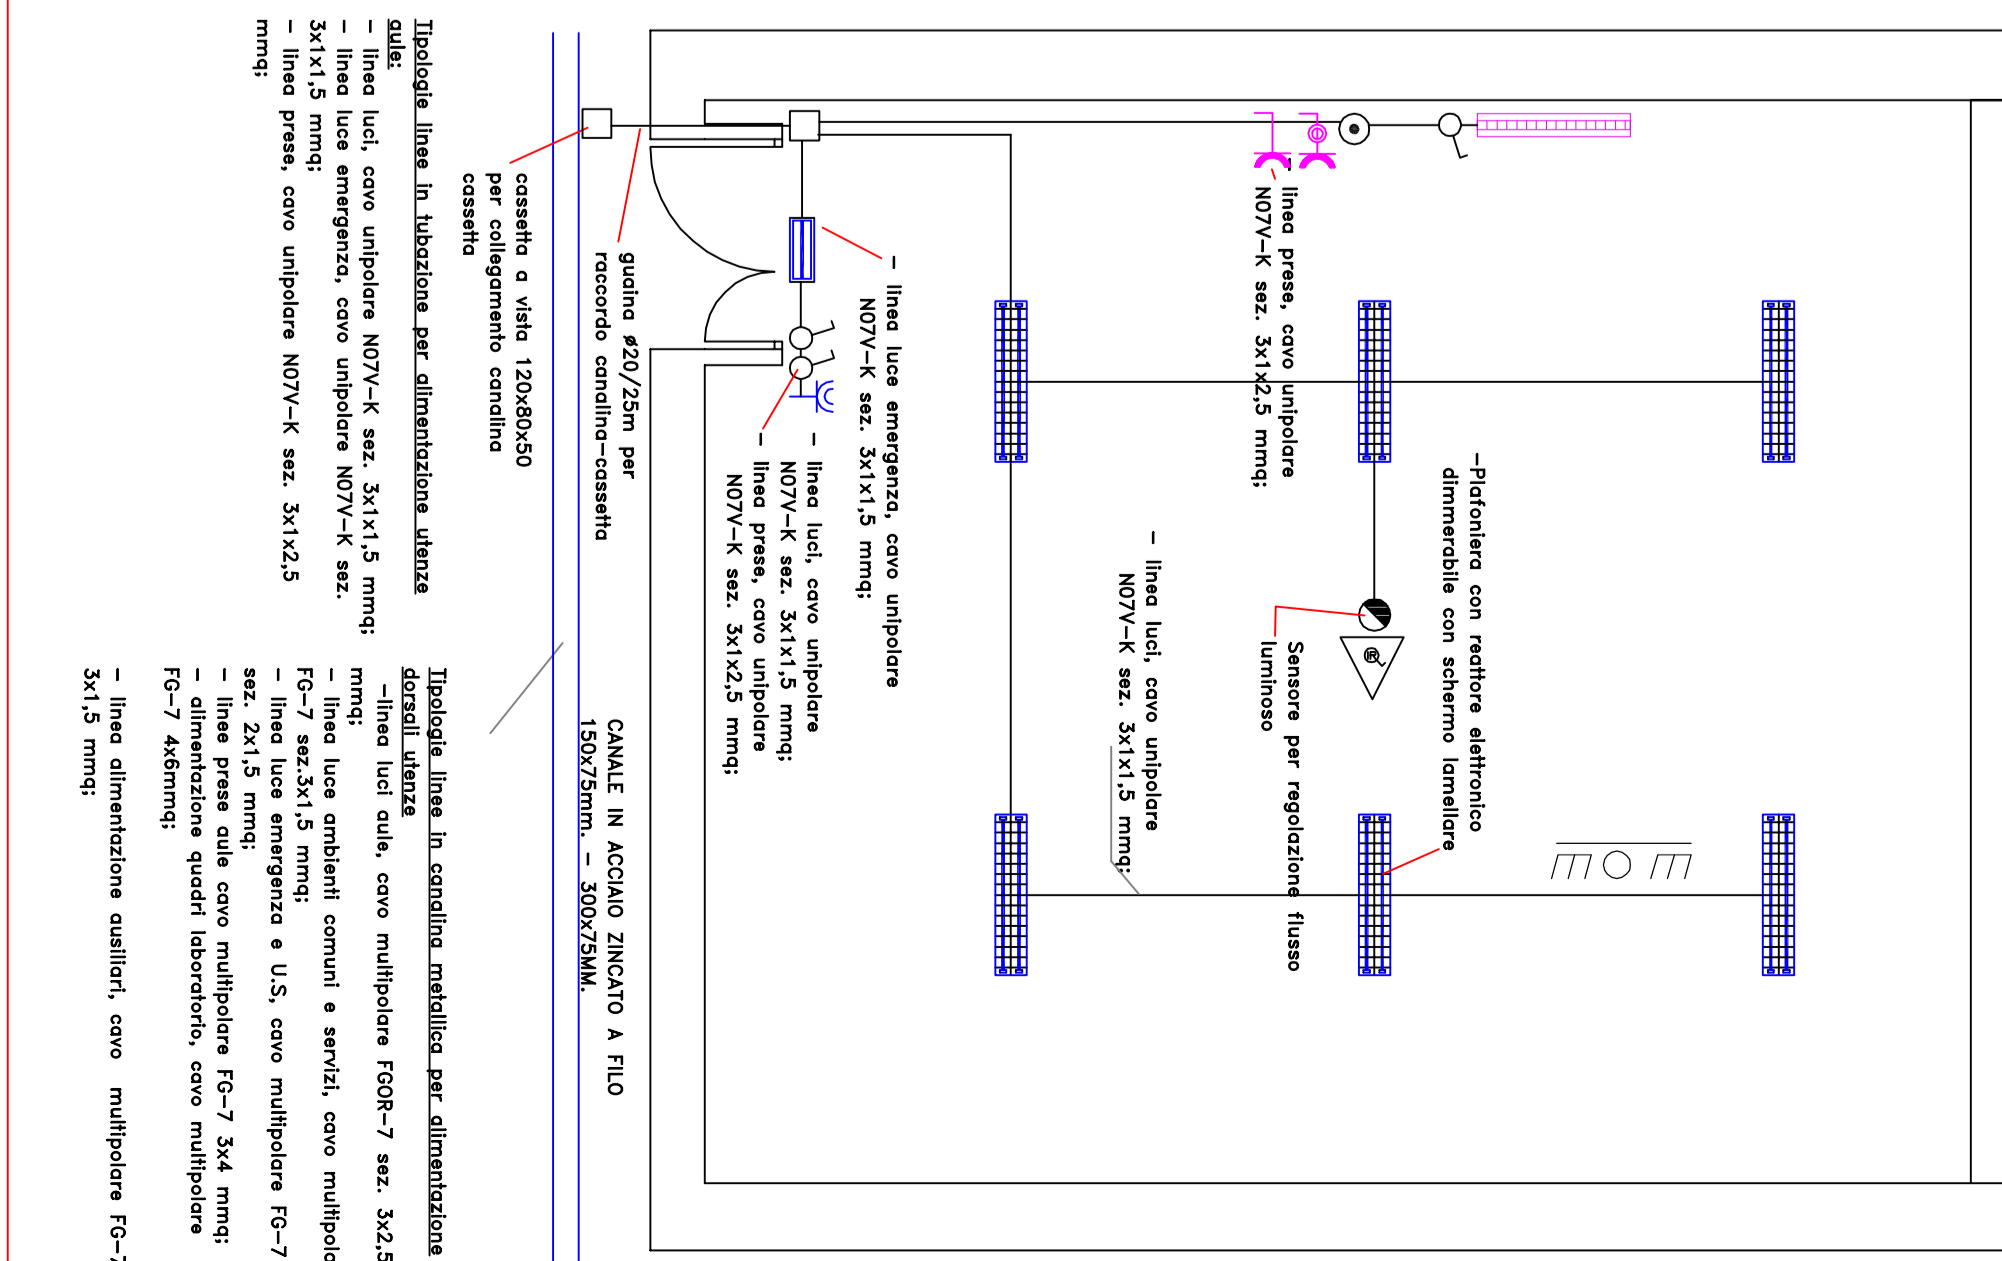 Tipologie linee in tubazione per alimentazione utenze
aule:
- linea luci, cavo unipolare N07V-K sez. 3x1x1,5 mmq;
- linea luce emergenza, cavo unipolare N07V-K sez.
3x1x1,5 mmq;
- linea prese, cavo unipolare N07V-K sez. 3x1x2,5
mmq;
Tipologie linee in canalina metallica per alimentazione
dorsali utenze
-linea luci aule, cavo multipolare FGOR-7 sez. 3x2,5
mmq;
- linea luce ambienti comuni e servizi, cavo
FG-7 sez.3x1,5 mmq;
- linea luce emergenza e U.S, cavo multipolare FG-7
sez. 2x1,5 mmq;
- linee prese aule cavo multipolare FG-7 3x4 mmq;
- alimentazione quadri laboratorio, cavo multipolare
FG-7 4x6mmq;
- linea alimentazione ausiliari, cavo multipolare FG-7
3x1,5 mmq;
cassetta a vista 120x80x50
per collegamento canalina
cassetta
guaina ø20/25m per
raccordo canalina-cassetta
CANALE IN ACCIAIO ZINCATO A FILO
150x75mm. - 300x75MM.
- linea luce emergenza, cavo unipolare
N07V-K sez. 3x1x1,5 mmq;
- linea luci, cavo unipolare
N07V-K sez. 3x1x1,5 mmq;
- linea prese, cavo unipolare
N07V-K sez. 3x1x2,5 mmq;
- linea prese, cavo unipolare
N07V-K sez. 3x1x2,5 mmq;
- linea luci, cavo unipolare
N07V-K sez. 3x1x1,5 mmq;
-Plafoniera con reattore elettronico
dimmerabile con schermo lamellare
Sensore per regolazione flusso
luminoso
IR